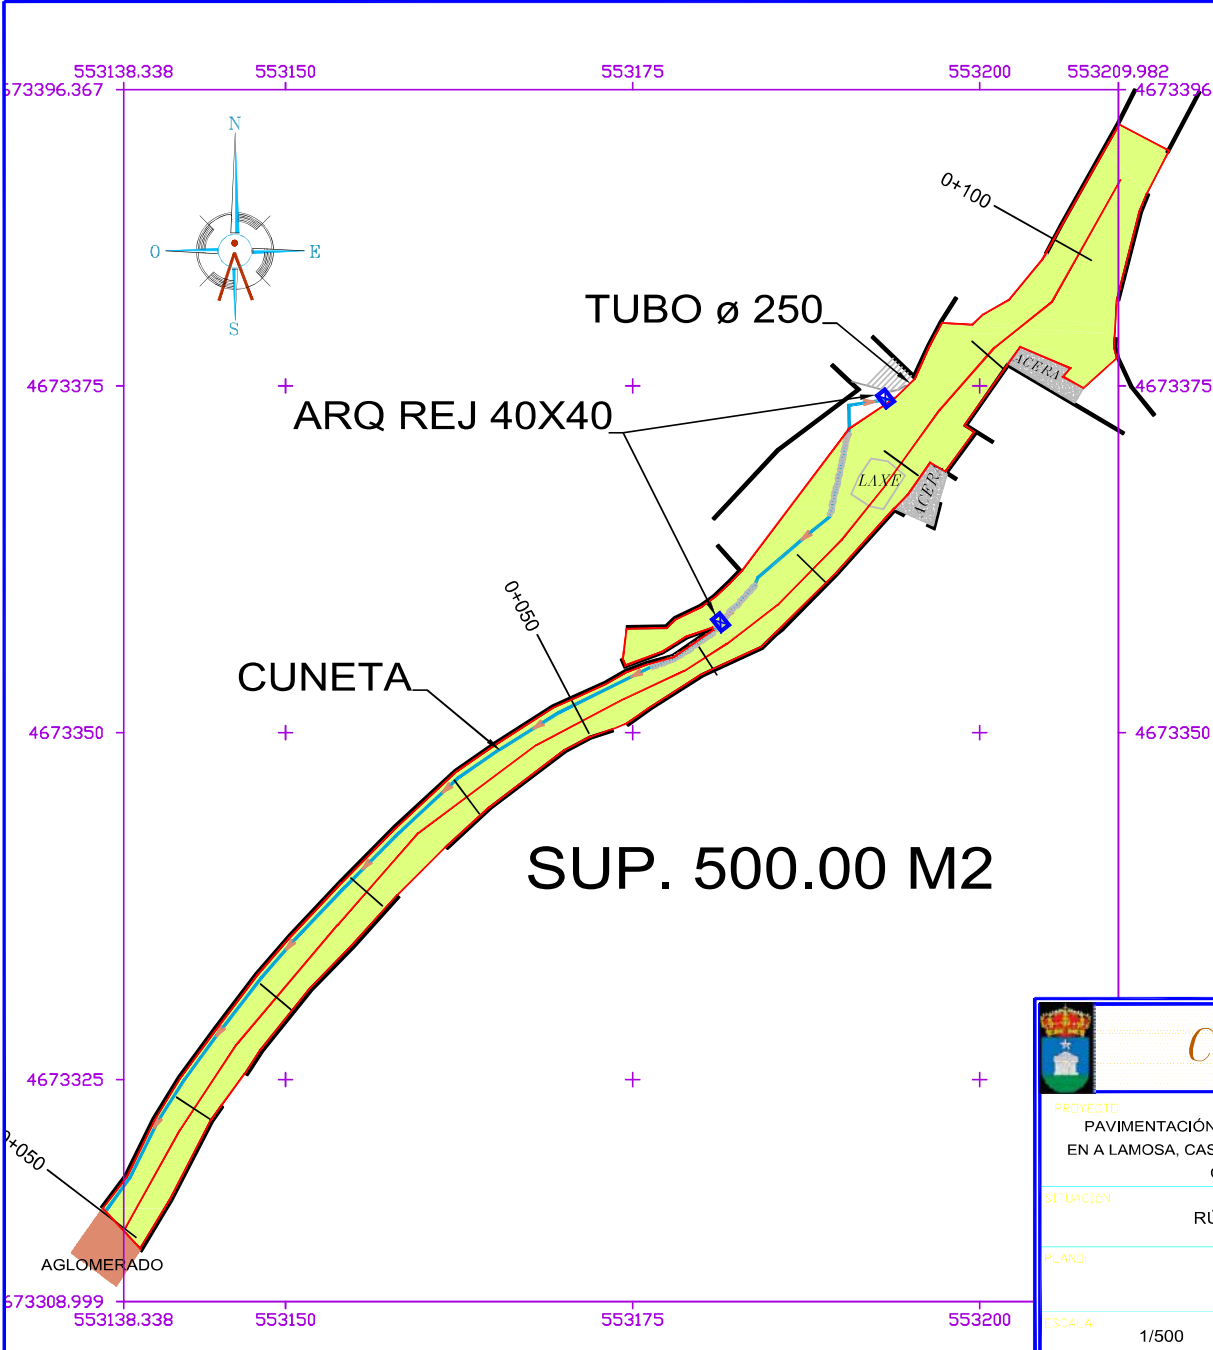 553138.338 553150 553175 553200 553209.982
673396.367
4673396
N
O
E
S
0+100
TUBO ø 250
ACERA
4673375
4673375
ARQ REJ 40X40
LAXE
ACERA
0+050
CUNETA
4673350
4673350
SUP. 500.00 M2
C
4673325
PROYECTO
PAVIMENTACIÓN
EN A LAMOSA, CAS
0+050
SITUACION
RÚ
PLANO
AGLOMERADO
673308.999
553138.338 553150 553175 553200
ESCALA
1/500